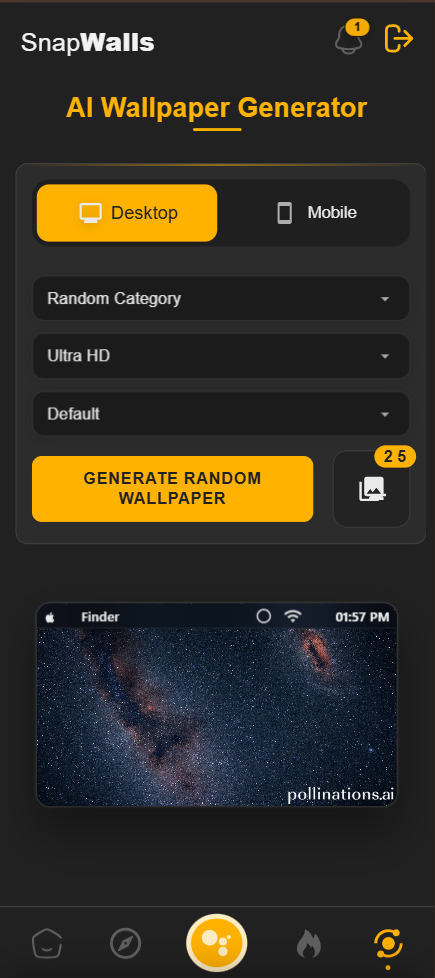 SnapWalls
1
AI Wallpaper Generator
Desktop
Mobile
Random Category
Ultra HD
Default
GENERATE RANDOM
WALLPAPER
2 5
Finder
01:57 PM
pollinations.ai